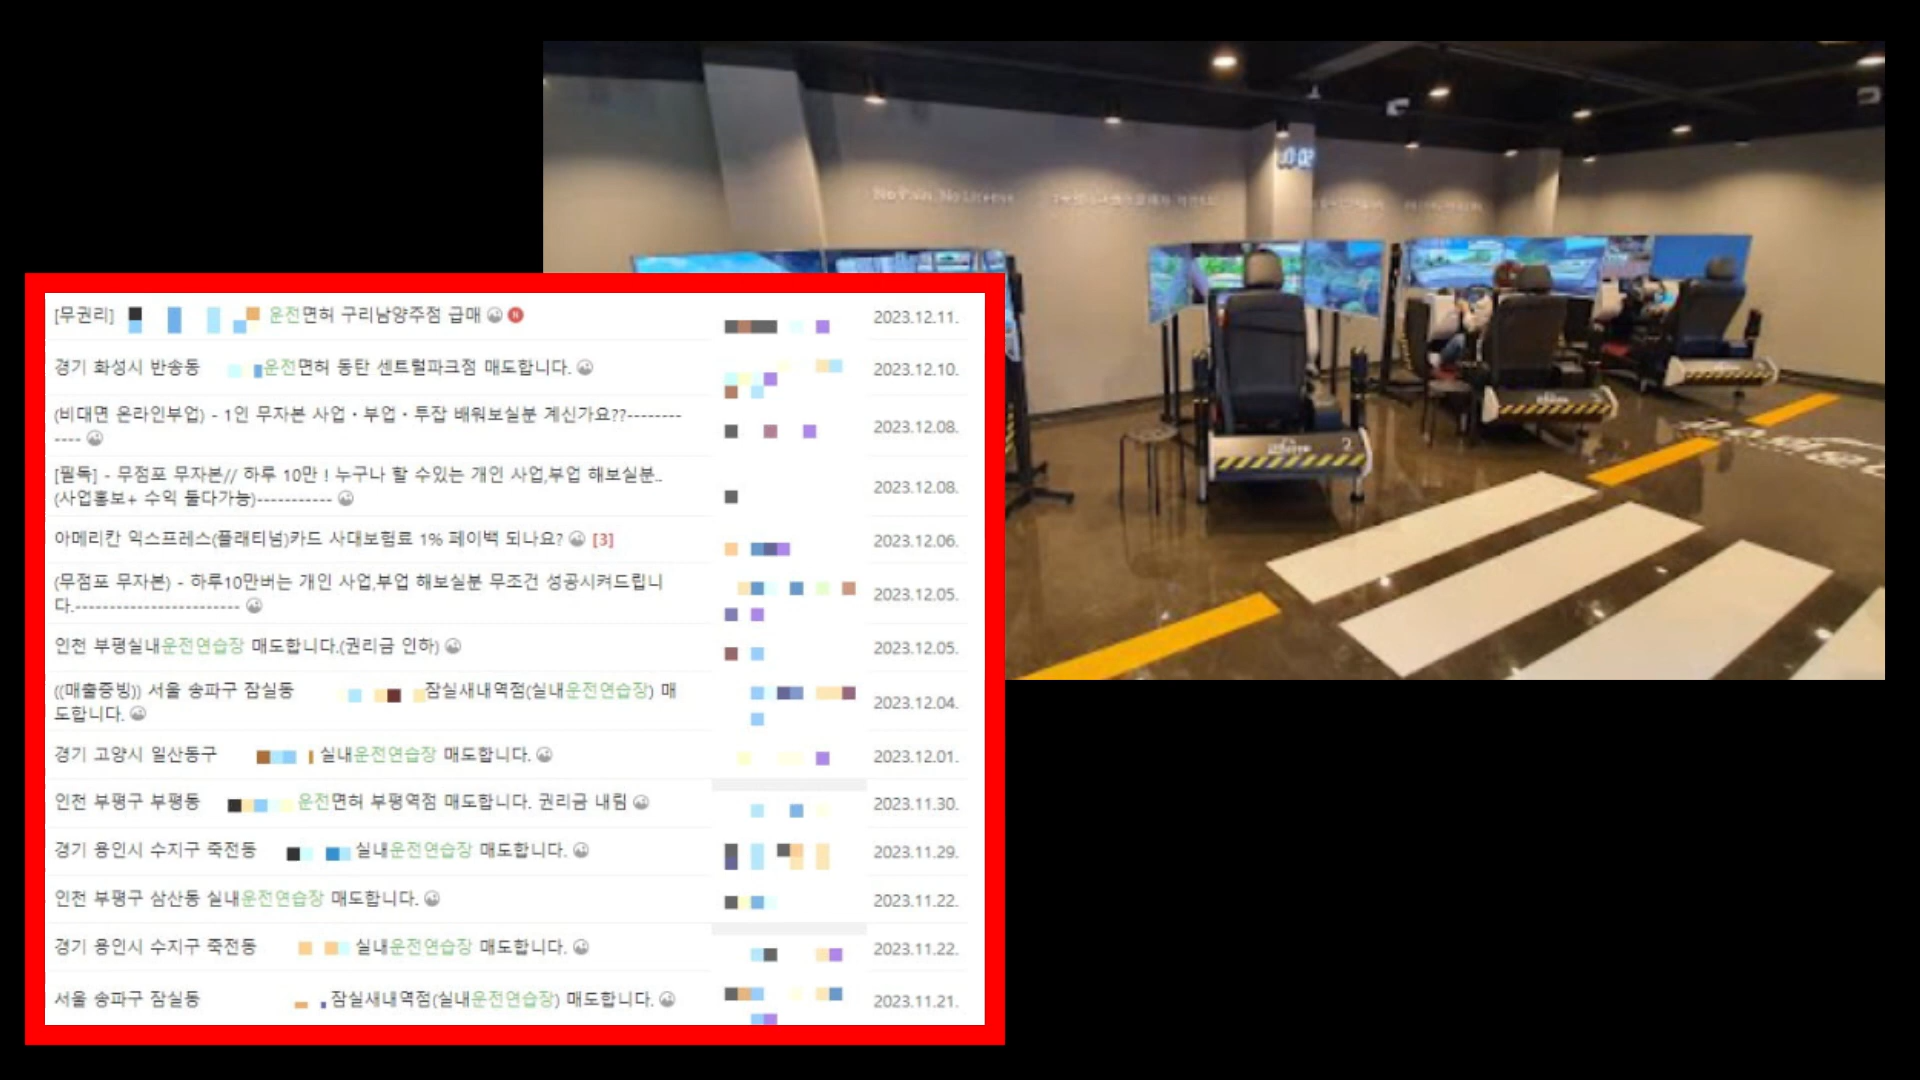 No Pain, No License
[무권리] 운전면허 구리남양주점 급매 N
2023.12.11.
경기 화성시 반송동 운전면허 동탄 센트럴파크점 매도합니다.
2023.12.10.
(비대면 온라인부업) - 1인 무자본 사업・부업・투잡 배워보실분 계신가요??--------
----
2023.12.08.
[필독] - 무점포 무자본// 하루 10만 ! 누구나 할 수있는 개인 사업,부업 해보실분..
(사업홍보+ 수익 둘다가능)-----------
2023.12.08.
아메리칸 익스프레스(플래티넘)카드 사대보험료 1% 페이백 되나요? [3]
2023.12.06.
(무점포 무자본) - 하루10만버는 개인 사업,부업 해보실분 무조건 성공시켜드립니
다.------------------------
2023.12.05.
인천 부평실내운전연습장 매도합니다.(권리금 인하)
2023.12.05.
((매출증빙)) 서울 송파구 잠실동 잠실새내역점(실내운전연습장) 매
도합니다.
2023.12.04.
경기 고양시 일산동구 실내운전연습장 매도합니다.
2023.12.01.
인천 부평구 부평동 운전면허 부평역점 매도합니다. 권리금 내림
2023.11.30.
경기 용인시 수지구 죽전동 실내운전연습장 매도합니다.
2023.11.29.
인천 부평구 삼산동 실내운전연습장 매도합니다.
2023.11.22.
경기 용인시 수지구 죽전동 실내운전연습장 매도합니다.
2023.11.22.
서울 송파구 잠실동 잠실새내역점(실내운전연습장) 매도합니다.
2023.11.21.
2